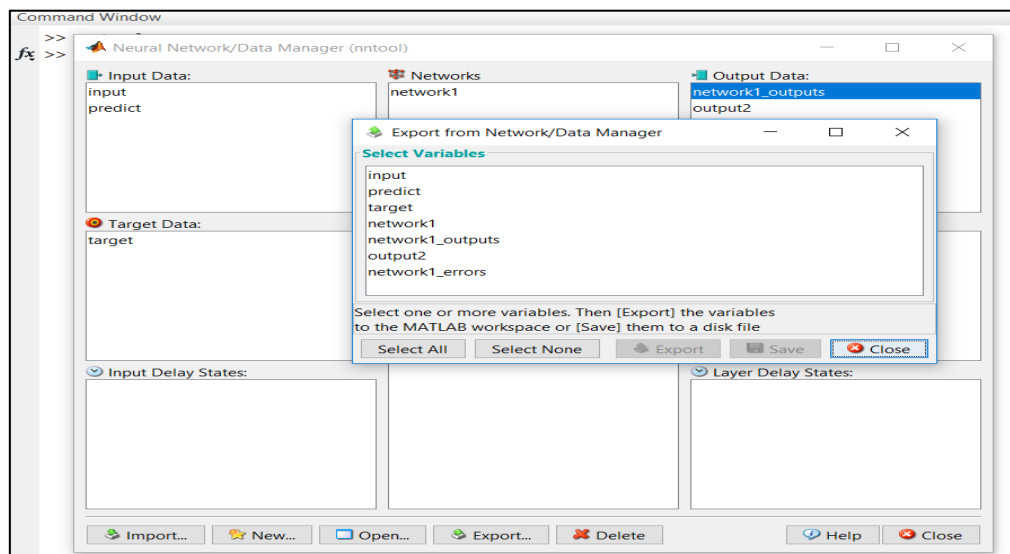 Command Window
>>
fx >>
Neural Network/Data Manager (nntool)
Input Data:
input
predict
Networks
network1
Output Data:
network1_outputs
output2
Export from Network/Data Manager
Select Variables
input
predict
target
network1
network1_outputs
output2
network1_errors
Select one or more variables. Then [Export] the variables
to the MATLAB workspace or [Save] them to a disk file
Select All
Select None
Export
Save
Close
Target Data:
target
Input Delay States:
Layer Delay States:
Import...
New...
Open...
Export...
Delete
Help
Close